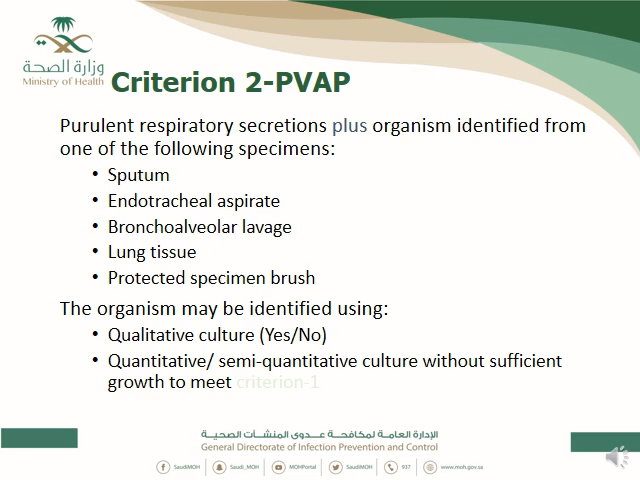 وزارة الصحة
Ministry of Health
Criterion 2-PVAP
Purulent respiratory secretions plus organism identified from
one of the following specimens:
• Sputum
• Endotracheal aspirate
• Bronchoalveolar lavage
• Lung tissue
• Protected specimen brush
The organism may be identified using:
• Qualitative culture (Yes/No)
• Quantitative/ semi-quantitative culture without sufficient
growth to meet criterion-1
الإدارة العامة لمكافحة عدوى المنشآت الصحية
General Directorate of Infection Prevention and Control
SaudiMOH Saudi_MOH MOHPortal SaudiMOH 937 www.moh.gov.sa